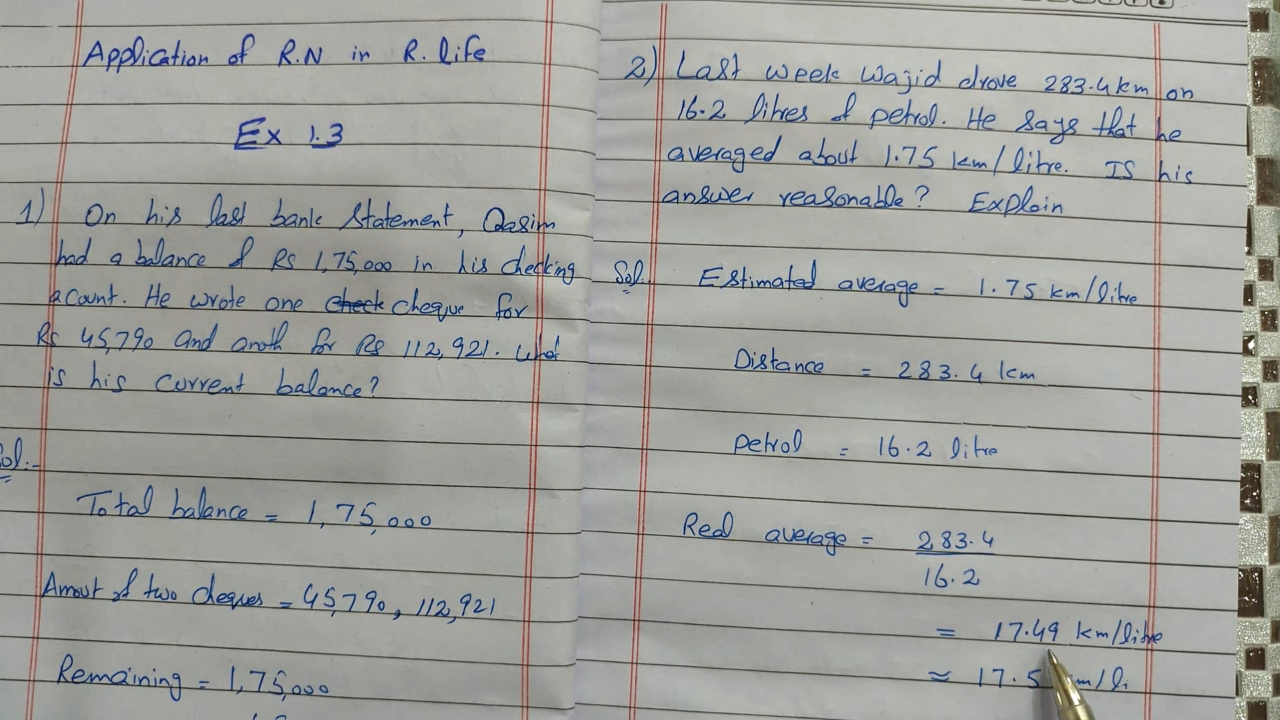 Application of R.N in R. life
Ex 1.3
1) On his last bank statement, Qasim
had a balance of Rs 1,75,000 in his checking
acount. He wrote one check cheque for
Rs 45,790 and anoth for Rs 112,921. what
is his current balance?
Sol:-
Total balance = 1,75,000
Amout of two cheques = 45,790, 112,921
Remaining = 1,75,000
2) Last week Wajid drove 283.4 km on
16.2 litres of petrol. He says that he
averaged about 1.75 km/litre. Is his
answer reasonable? Explain
Sol. Estimated average = 1.75 km/litre
Distance = 283.4 km
petrol = 16.2 litre
Real average = 283.4
16.2
= 17.49 km/litre
≈ 17.5 m/li